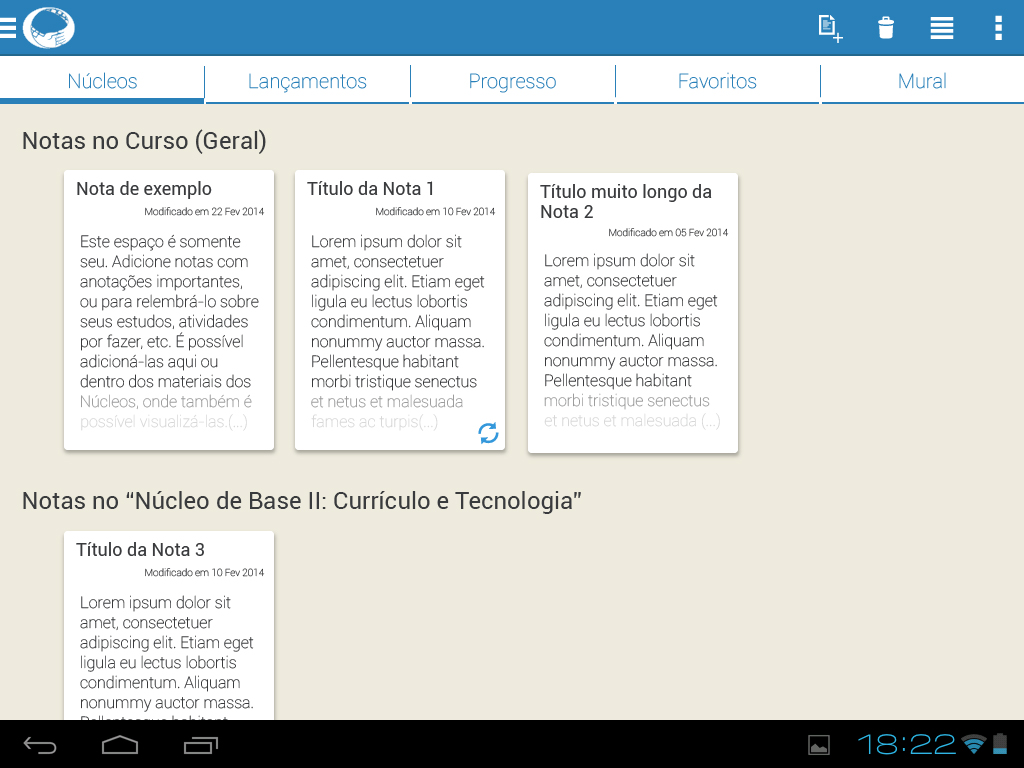 Núcleos
Lançamentos
Progresso
Favoritos
Mural
Notas no Curso (Geral)
Nota de exemplo
Modificado em 22 Fev 2014
Este espaço é somente
seu. Adicione notas com
anotações importantes,
ou para relembrá-lo sobre
seus estudos, atividades
por fazer, etc. É possível
adicioná-las aqui ou
dentro dos materiais dos
Núcleos, onde também é
possível visualizá-las.(...)
Título da Nota 1
Modificado em 10 Fev 2014
Lorem ipsum dolor sit
amet, consectetuer
adipiscing elit. Etiam eget
ligula eu lectus lobortis
condimentum. Aliquam
nonummy auctor massa.
Pellentesque habitant
morbi tristique senectus
et netus et malesuada
fames ac turpis(...)
Título muito longo da
Nota 2
Modificado em 05 Fev 2014
Lorem ipsum dolor sit
amet, consectetuer
adipiscing elit. Etiam eget
ligula eu lectus lobortis
condimentum. Aliquam
nonummy auctor massa.
Pellentesque habitant
morbi tristique senectus
et netus et malesuada (...)
Notas no “Núcleo de Base II: Currículo e Tecnologia”
Título da Nota 3
Modificado em 10 Fev 2014
Lorem ipsum dolor sit
amet, consectetuer
adipiscing elit. Etiam eget
ligula eu lectus lobortis
condimentum. Aliquam
nonummy auctor massa.
Pellentesque habitant
18:22